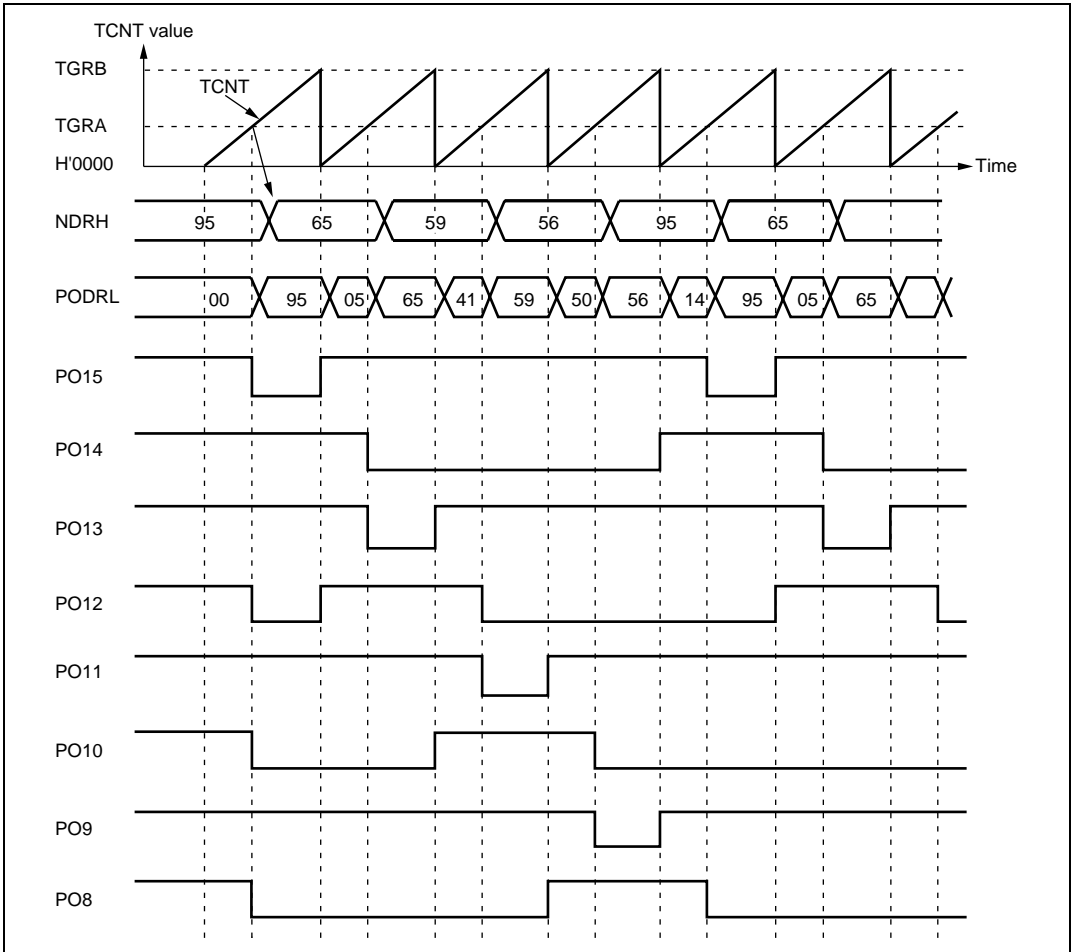 TCNT value
TGRB
TCNT
TGRA
H'0000
Time
NDRH 95 65 59 56 95 65
PODRL 00 95 05 65 41 59 50 56 14 95 05 65
PO15
PO14
PO13
PO12
PO11
PO10
PO9
PO8